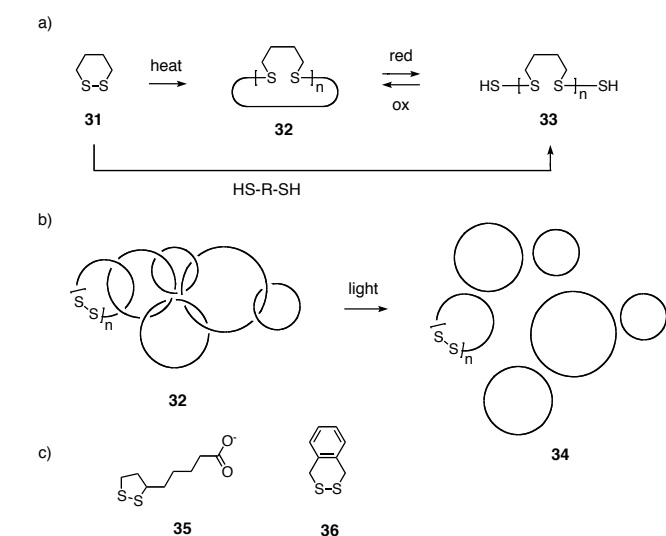 a)
heat
red
ox
S-S
S S n
HS S S n SH
31
32
33
HS-R-SH
b)
light
S S n
S S n
32
34
c)
O-
O
S S
S-S
35
36